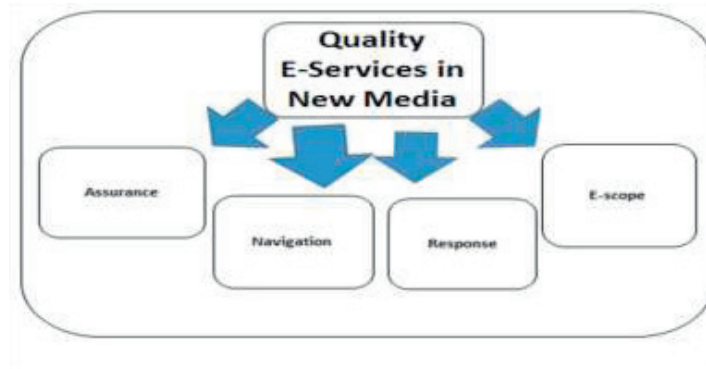 Quality
E-Services in
New Media
Assurance
Navigation
Response
E-scope